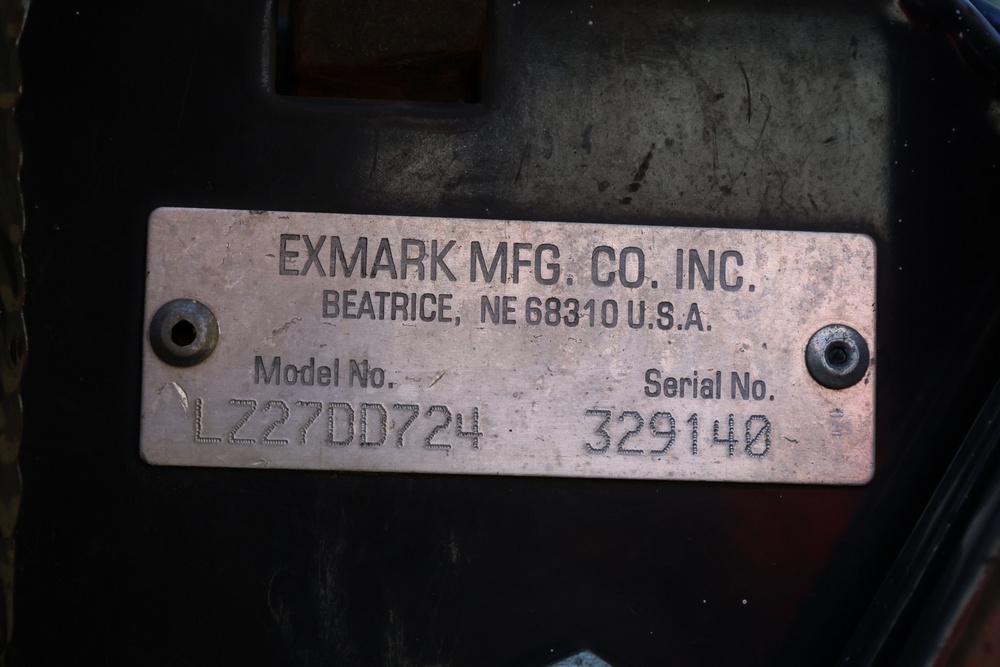 EXMARK MFG. CO. INC.
BEATRICE, NE 68310 U.S.A.
Model No. Serial No.
LZ27DD724 329140